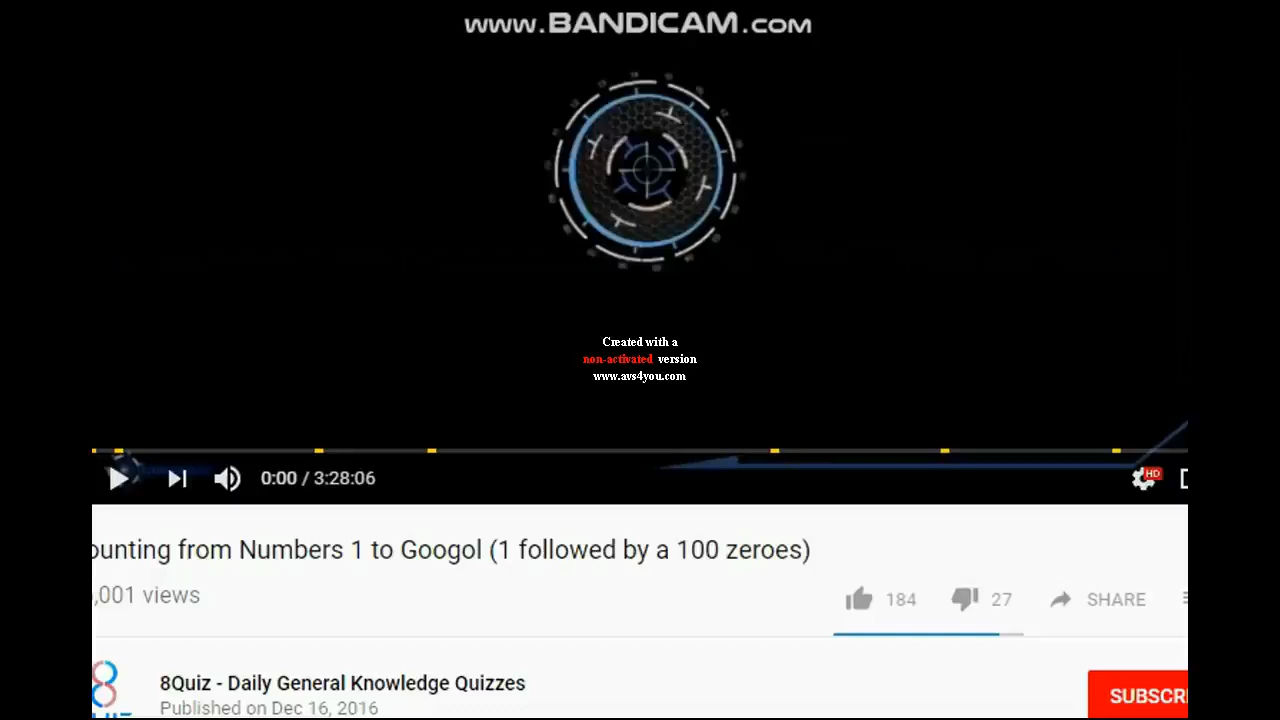 www.BANDICAM.com
Created with a
non-activated version
www.avs4you.com
0:00 / 3:28:06
HD
ounting from Numbers 1 to Googol (1 followed by a 100 zeroes)
,001 views
184
27
SHARE
8Quiz - Daily General Knowledge Quizzes
Published on Dec 16, 2016
SUBSCR